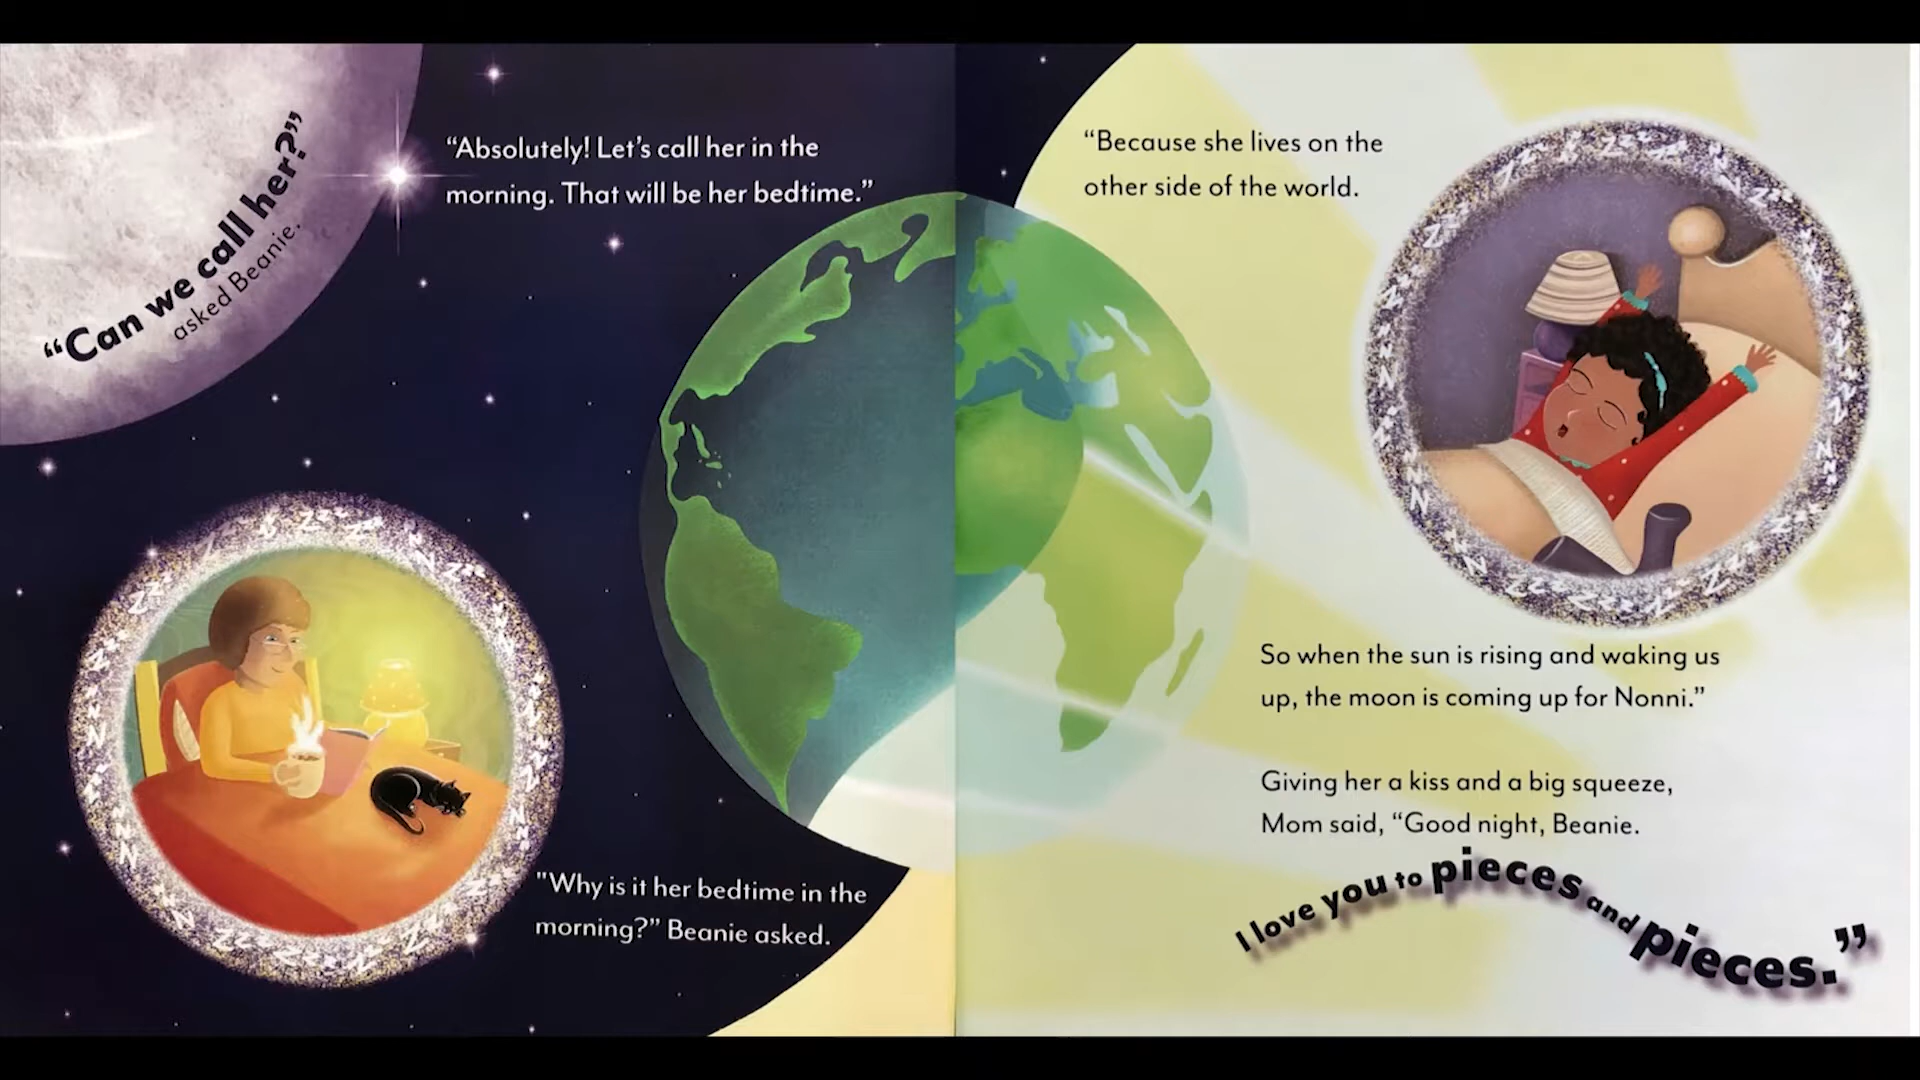 “Can we call her?”
asked Beanie.
“Absolutely! Let’s call her in the
morning. That will be her bedtime.”
"Why is it her bedtime in the
morning?” Beanie asked.
“Because she lives on the
other side of the world.
So when the sun is rising and waking us
up, the moon is coming up for Nonni.”
Giving her a kiss and a big squeeze,
Mom said, “Good night, Beanie.
I love you to pieces and pieces.”